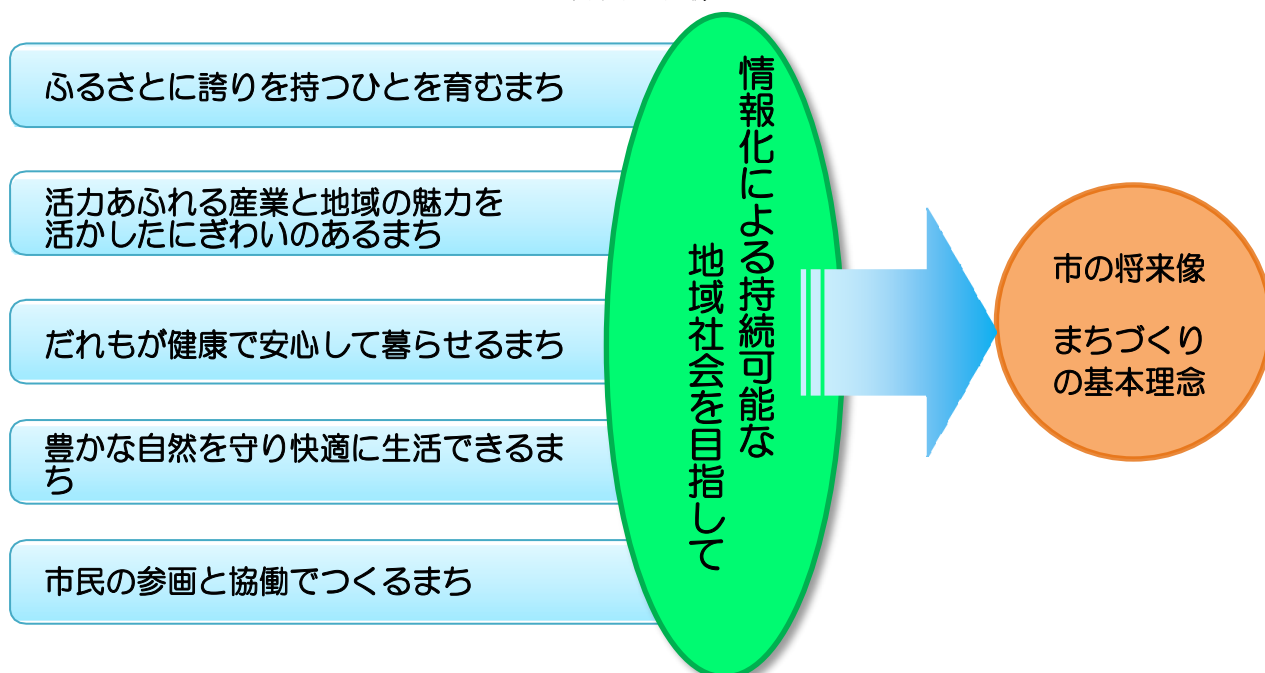 ふるさとに誇りを持つひとを育むまち
活力あふれる産業と地域の魅力を
活かしたにぎわいのあるまち
だれもが健康で安心して暮らせるまち
豊かな自然を守り快適に生活できるま
ち
市民の参画と協働でつくるまち
情報化による持続可能な
地域社会を目指して
市の将来像
まちづくり
の基本理念